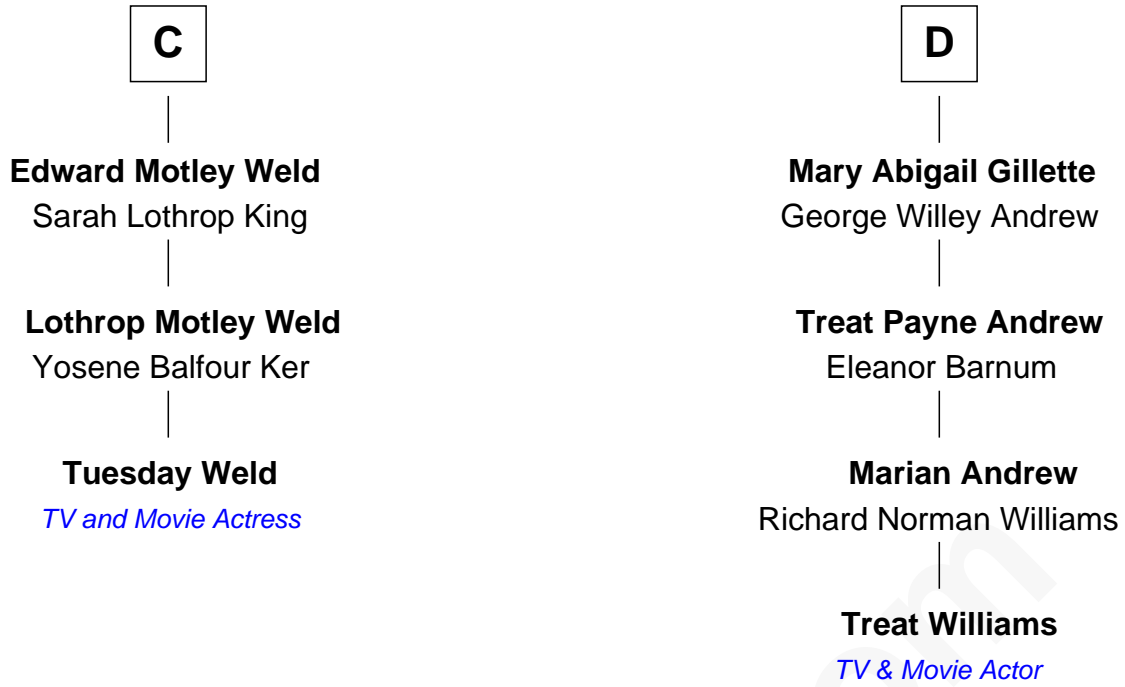 C
Edward Motley Weld
Sarah Lothrop King
Lothrop Motley Weld
Yosene Balfour Ker
Tuesday Weld
TV and Movie Actress
D
Mary Abigail Gillette
George Willey Andrew
Treat Payne Andrew
Eleanor Barnum
Marian Andrew
Richard Norman Williams
Treat Williams
TV & Movie Actor
om